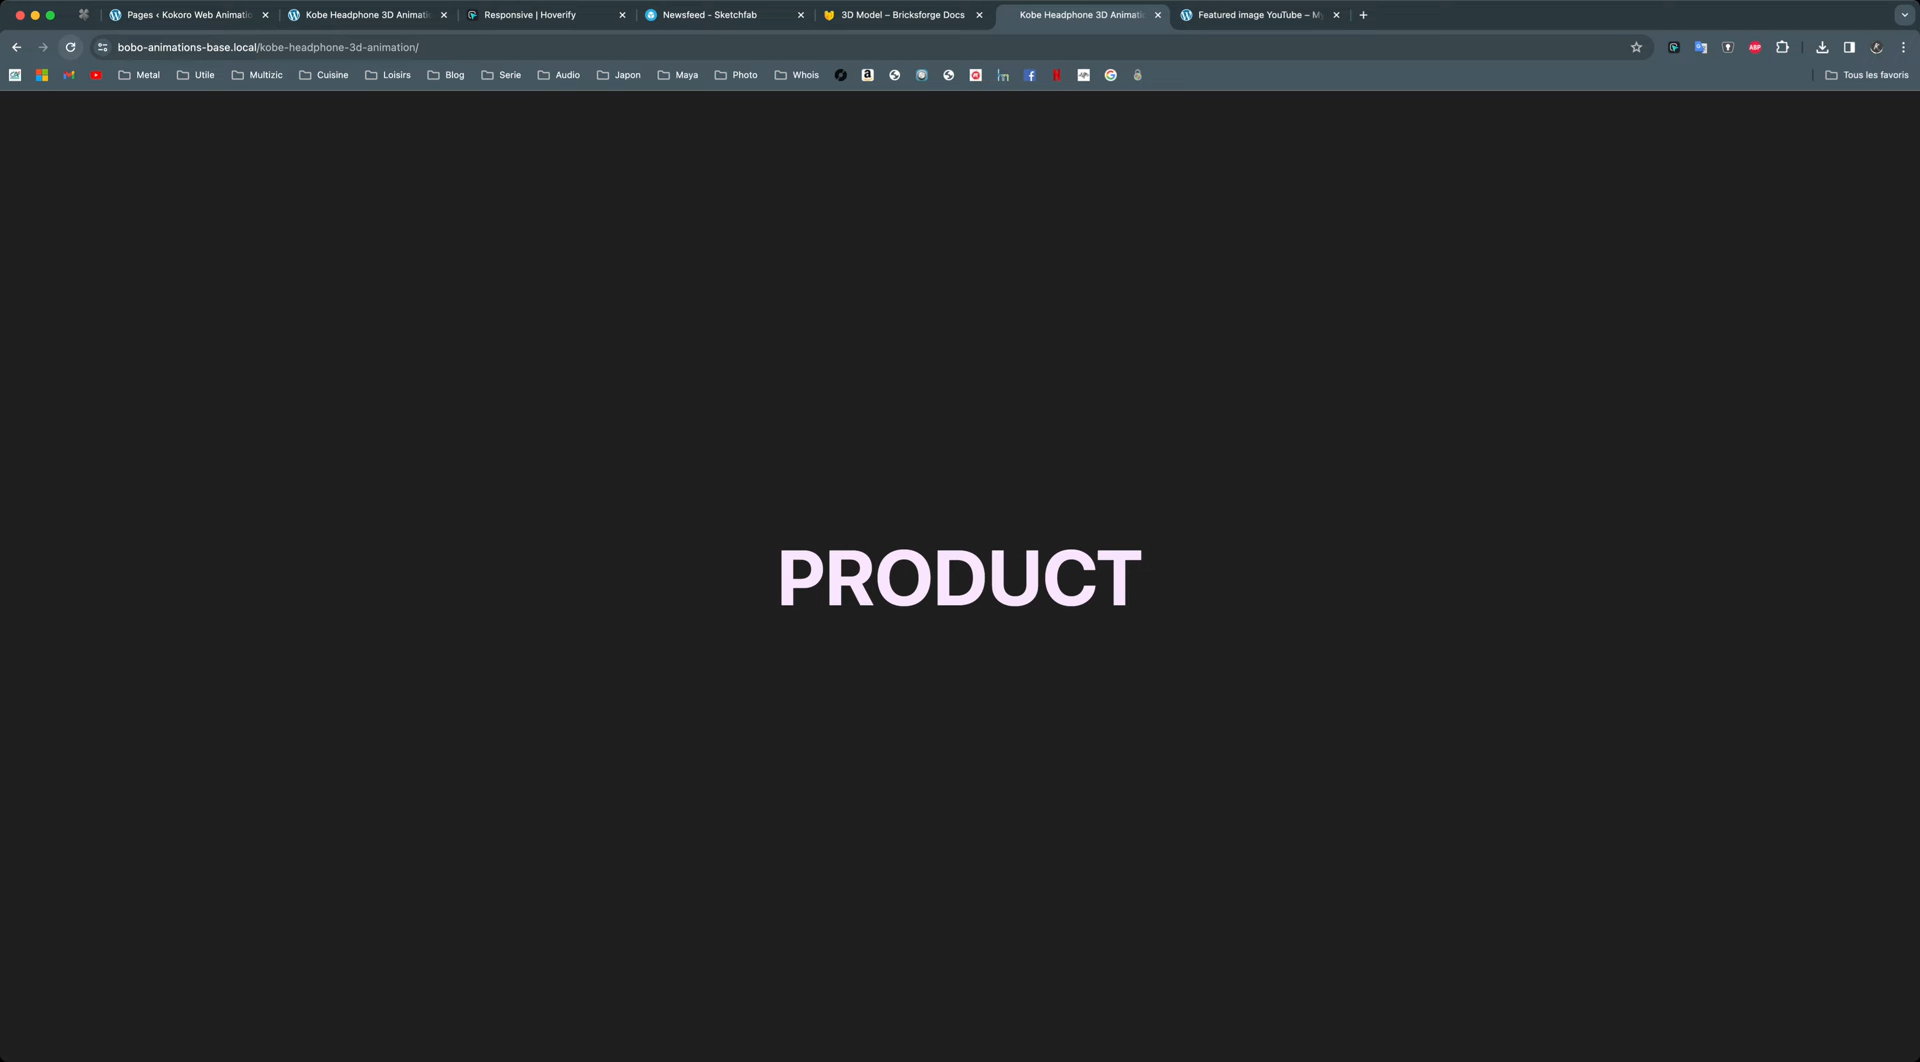 Pages ‹ Kokoro Web Animatio
Kobe Headphone 3D Animati
Responsive | Hoverify
Newsfeed - Sketchfab
3D Model – Bricksforge Docs
Kobe Headphone 3D Animati
Featured image YouTube – My
bobo-animations-base.local/kobe-headphone-3d-animation/
ABP
Metal
Utile
Multizic
Cuisine
Loisirs
Blog
Serie
Audio
Japon
Maya
Photo
Whois
Tous les favoris
PRODUCT